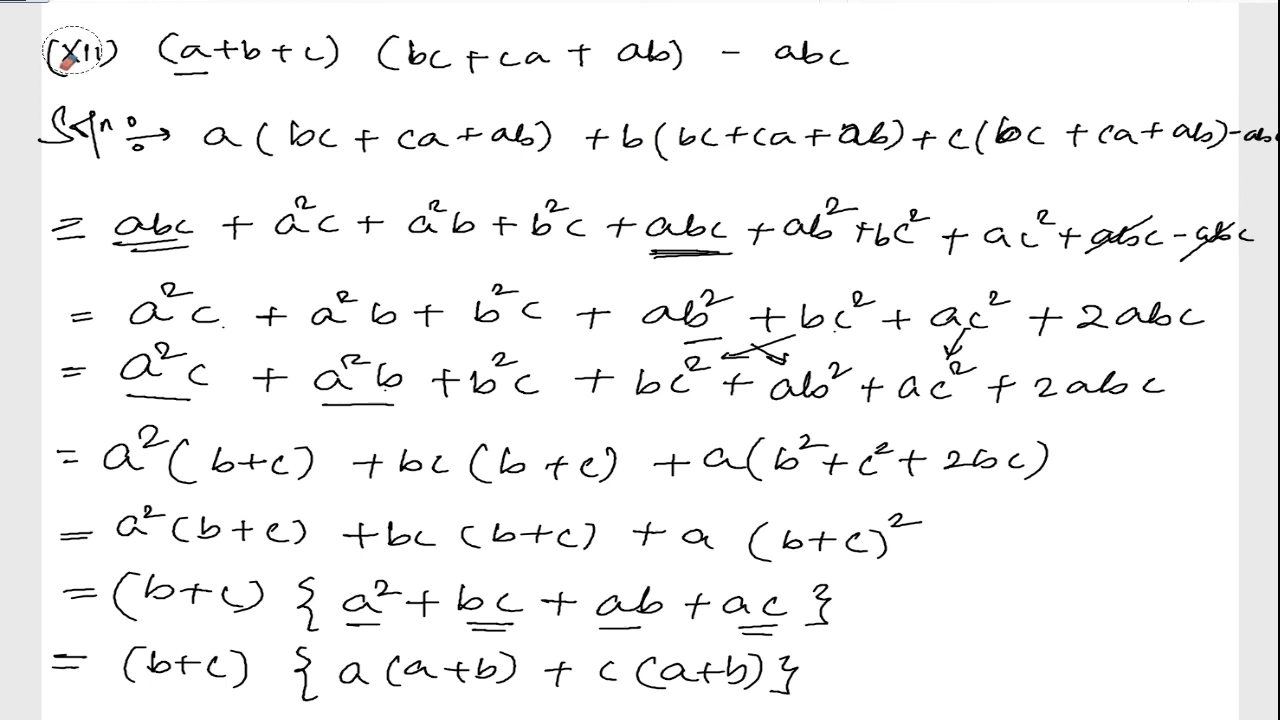 (XII) (a+b+c) (bc+ca+ab) - abc
Solⁿ :→ a(bc+ca+ab) +b(bc+ca+ab)+c(bc+ca+ab)-abc
= abc + a²c + a²b + b²c + abc + ab² + bc² + ac² + abc - abc
= a²c + a²b + b²c + ab² + bc² + ac² + 2abc
= a²c + a²b + b²c + bc² + ab² + ac² + 2abc
= a²(b+c) + bc(b+c) + a(b²+c²+2bc)
= a²(b+c) + bc(b+c) + a(b+c)²
= (b+c) { a² + bc + ab + ac }
= (b+c) { a(a+b) + c(a+b)}